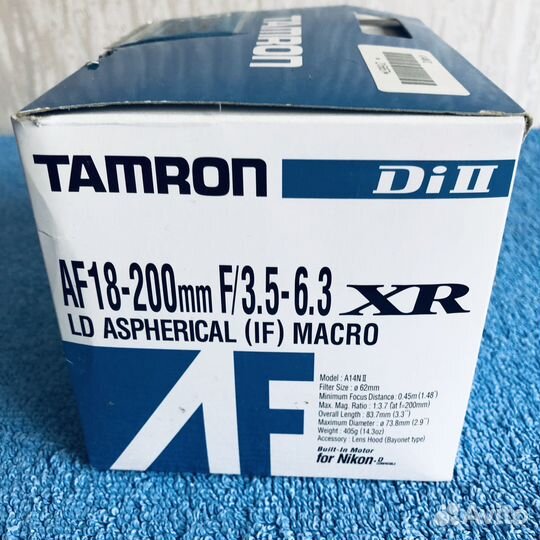 TAMRON
TAMRON Di II
AF18-200mm F/3.5-6.3 XR
LD ASPHERICAL (IF) MACRO
AF
Model : A14N II
Filter Size : ø 62mm
Minimum Focus Distance : 0.45m (1.48")
Max. Mag. Ratio : 1:3.7 (at f=200mm)
Overall Length : 83.7mm (3.3")
Maximum Diameter : ø 73.8mm (2.9")
Weight : 405g (14.3oz)
Accessory : Lens Hood (Bayonet type)
Built-in Motor
for Nikon-D
Avito